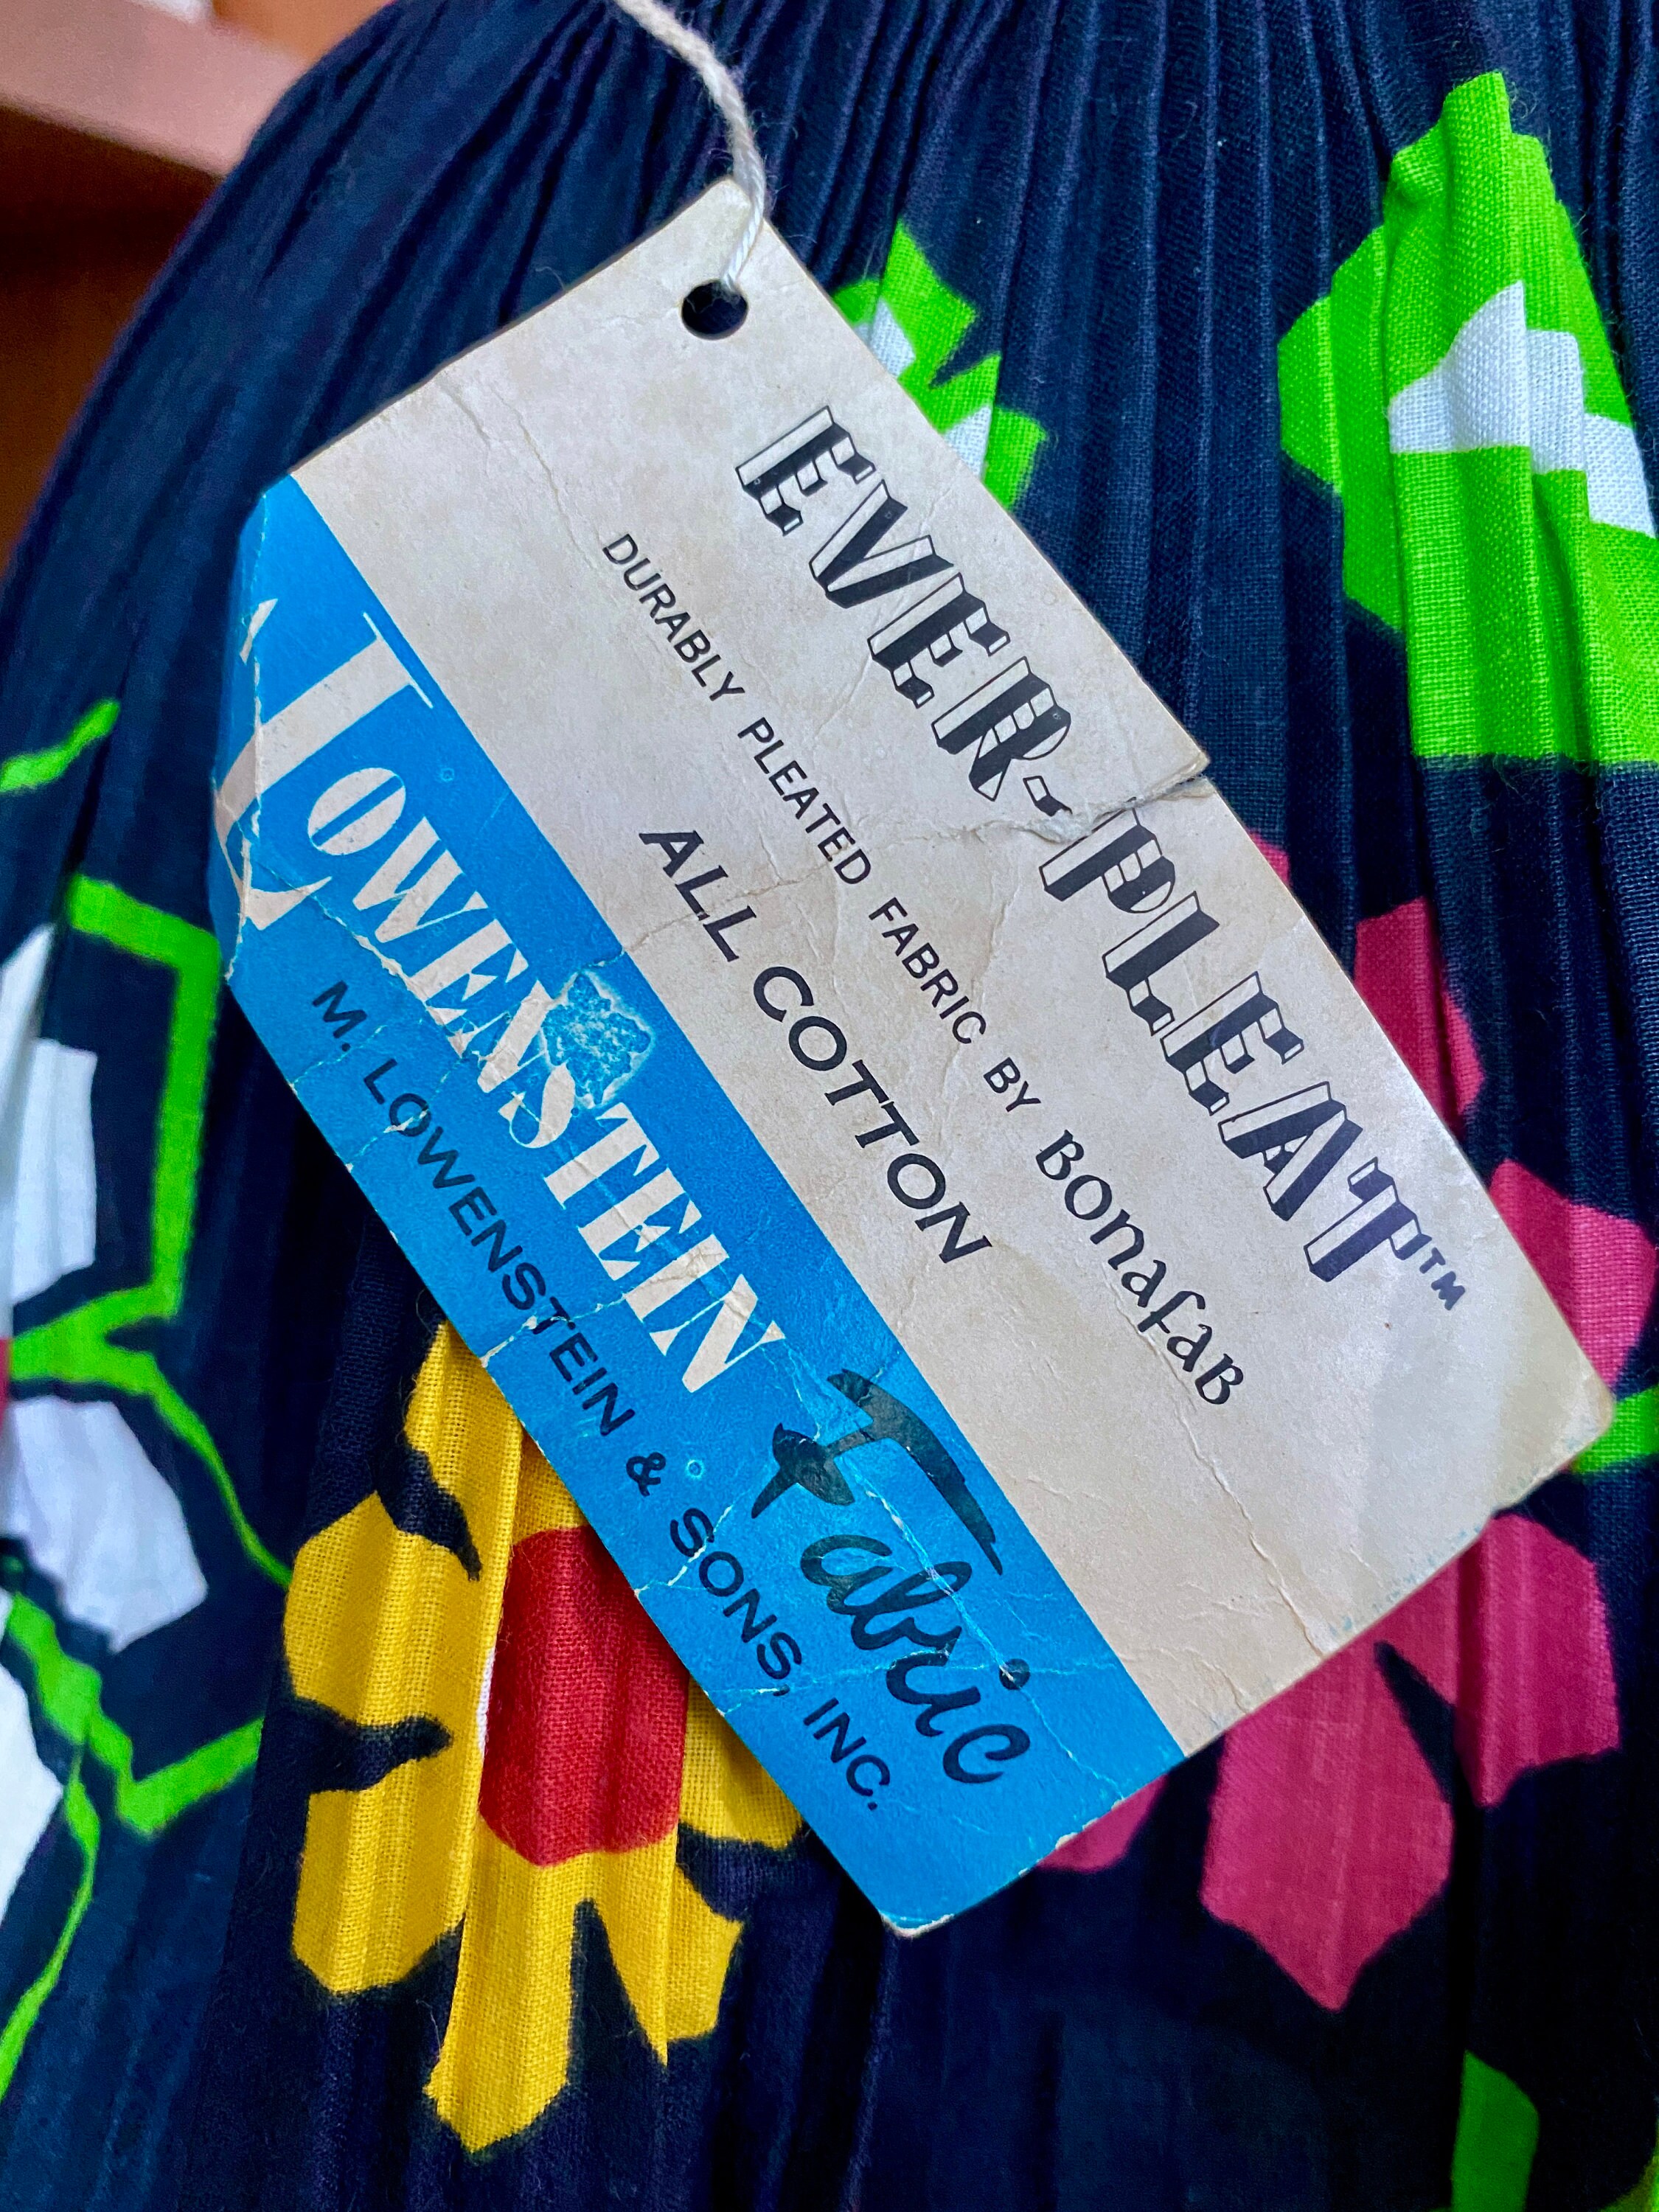 EVER-PLEAT™
DURABLY PLEATED FABRIC BY BONAFAB
ALL COTTON
LOWENSTEIN Fabric
M. LOWENSTEIN & SONS, INC.